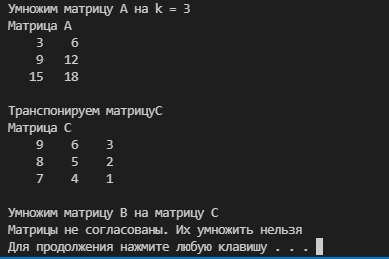 Умножим матрицу A на k = 3
Матрица A
3 6
9 12
15 18
Транспонируем матрицуC
Матрица C
9 6 3
8 5 2
7 4 1
Умножим матрицу B на матрицу C
Матрицы не согласованы. Их умножить нельзя
Для продолжения нажмите любую клавишу . . .